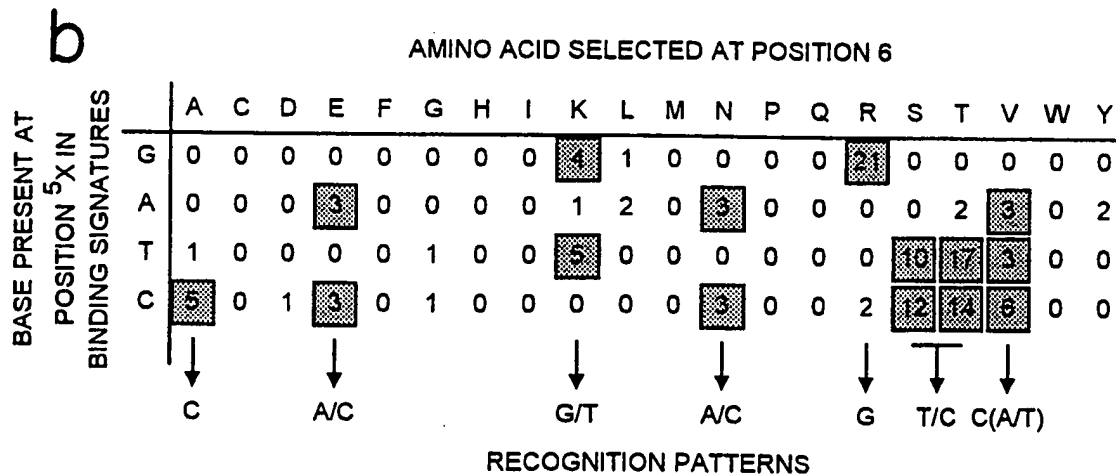 b
AMINO ACID SELECTED AT POSITION 6
BASE PRESENT AT
POSITION ⁵X IN
BINDING SIGNATURES
A C D E F G H I K L M N P Q R S T V W Y
G 0 0 0 0 0 0 0 0 4 1 0 0 0 0 21 0 0 0 0 0
A 0 0 0 3 0 0 0 0 1 2 0 3 0 0 0 0 2 3 0 2
T 1 0 0 0 0 1 0 0 5 0 0 0 0 0 0 10 17 3 0 0
C 5 0 1 3 0 1 0 0 0 0 0 3 0 0 2 12 14 6 0 0
C A/C G/T A/C G T/C C(A/T)
RECOGNITION PATTERNS